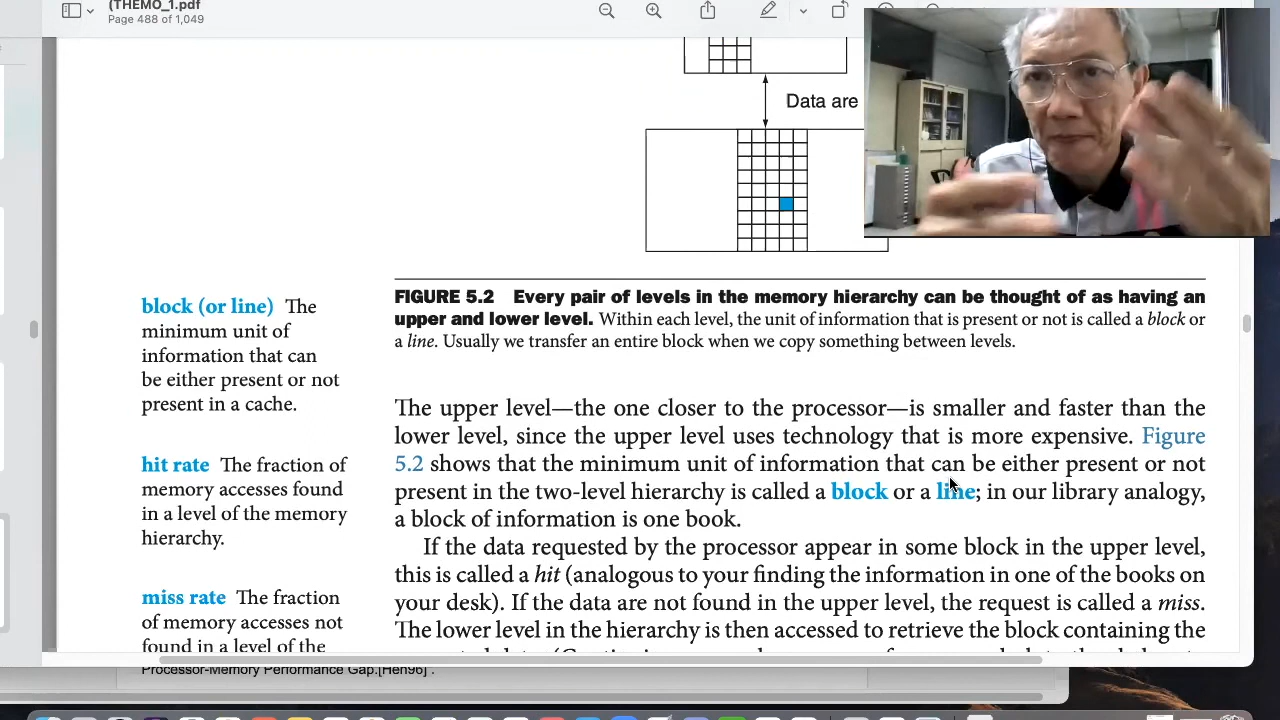 (THEMO_1.pdf
Page 488 of 1,049
Data are
block (or line) The
minimum unit of
information that can
be either present or not
present in a cache.
hit rate The fraction of
memory accesses found
in a level of the memory
hierarchy.
miss rate The fraction
of memory accesses not
found in a level of the
FIGURE 5.2 Every pair of levels in the memory hierarchy can be thought of as having an
upper and lower level. Within each level, the unit of information that is present or not is called a block or
a line. Usually we transfer an entire block when we copy something between levels.
The upper level—the one closer to the processor—is smaller and faster than the
lower level, since the upper level uses technology that is more expensive. Figure
5.2 shows that the minimum unit of information that can be either present or not
present in the two-level hierarchy is called a block or a line; in our library analogy,
a block of information is one book.
If the data requested by the processor appear in some block in the upper level,
this is called a hit (analogous to your finding the information in one of the books on
your desk). If the data are not found in the upper level, the request is called a miss.
The lower level in the hierarchy is then accessed to retrieve the block containing the
Processor-Memory Performance Gap.[Hen96] .